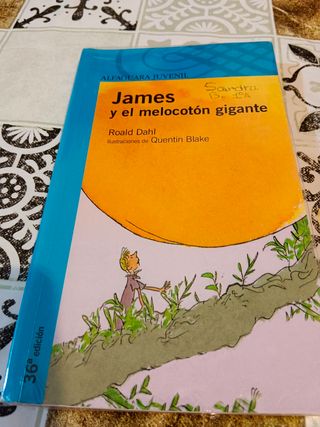 ALFAGUARA JUVENIL
Sandra
James
y el melocotón gigante
Roald Dahl
Ilustraciones de Quentin Blake
36ª edición